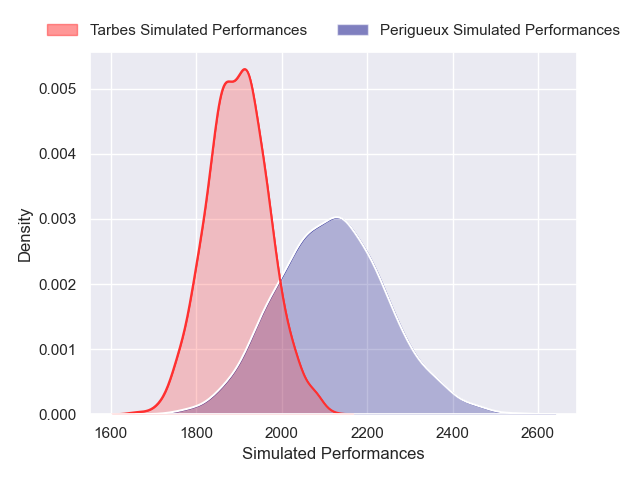 Tarbes Simulated Performances
Perigueux Simulated Performances
0.005
0.004
0.003
0.002
0.001
0.000
Density
1600 1800 2000 2200 2400 2600
Simulated Performances